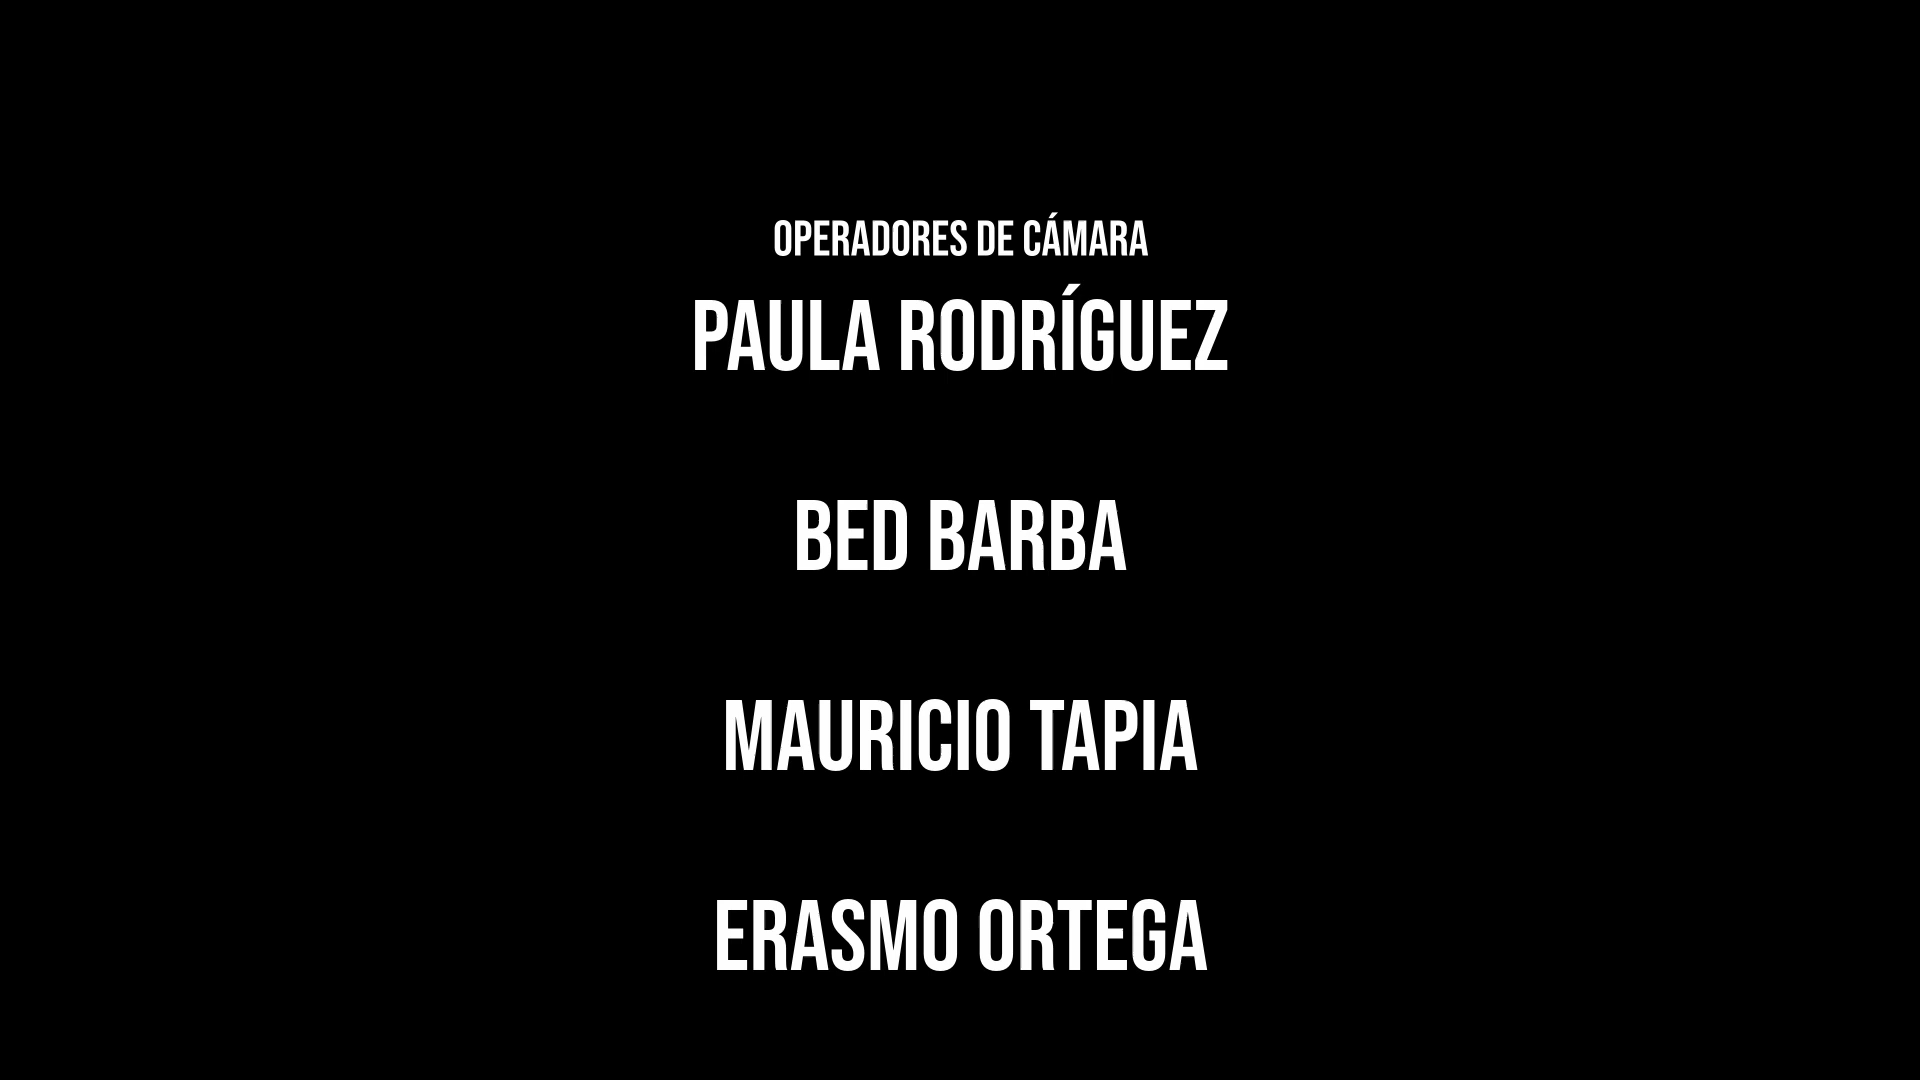 OPERADORES DE CÁMARA
PAULA RODRÍGUEZ
BED BARBA
MAURICIO TAPIA
ERASMO ORTEGA